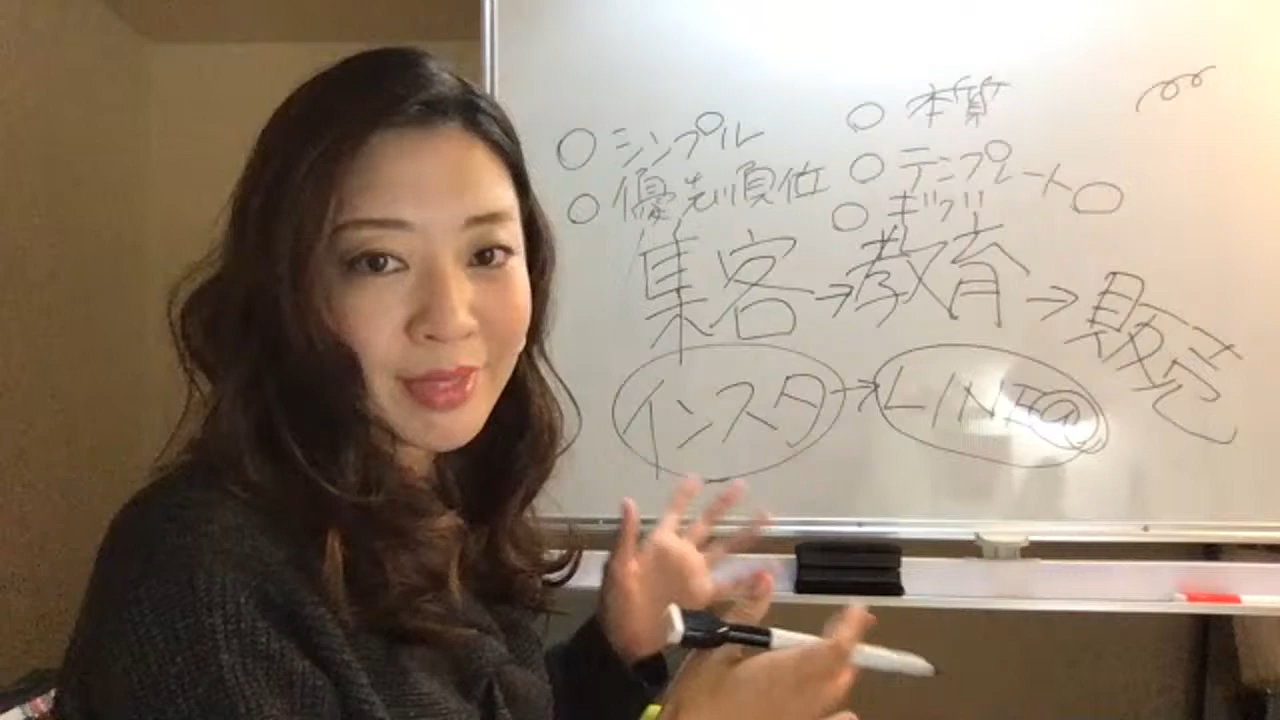 ○ シンプル
○ 優先順位
○ 本質
○ テンプレート
○ ギブ
集客→教育→販売
インスタ→LINE@